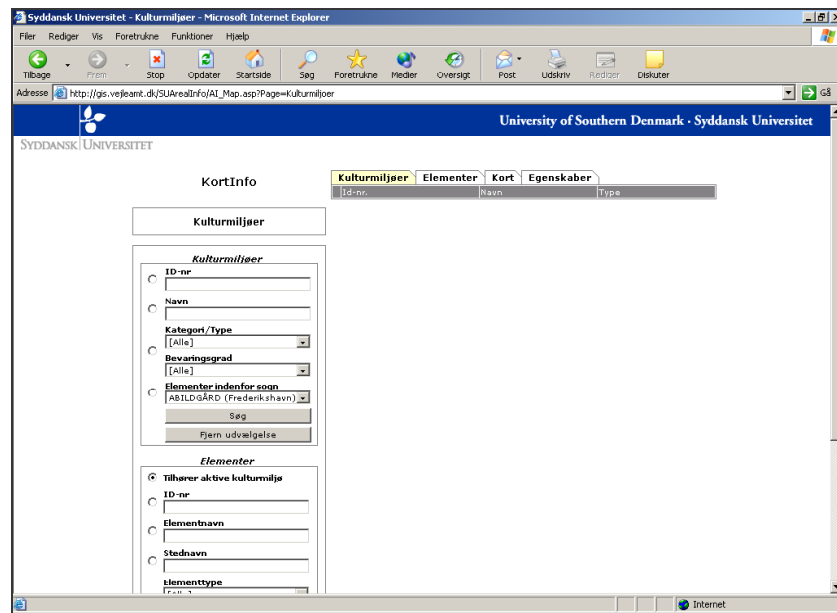 Syddansk Universitet - Kulturmiljøer - Microsoft Internet Explorer
Filer Rediger Vis Foretrukne Funktioner Hjælp
Tilbage Frem Stop Opdater Startside Søg Foretrukne Medier Oversigt Post Udskriv Rediger Diskuter
Adresse http://gis.vejleamt.dk/SUArealInfo/AI_Map.asp?Page=Kulturmiljoer Gå
University of Southern Denmark · Syddansk Universitet
SYDDANSK UNIVERSITET
KortInfo
Kulturmiljøer Elementer Kort Egenskaber
Id-nr. Navn Type
Kulturmiljøer
Kulturmiljøer
ID-nr
Navn
Kategori/Type
[Alle]
Bevaringsgrad
[Alle]
Elementer indenfor sogn
ABILDGÅRD (Frederikshavn)
Søg
Fjern udvælgelse
Elementer
Tilhører aktive kulturmiljø
ID-nr
Elementnavn
Stednavn
Elementtype
Internet